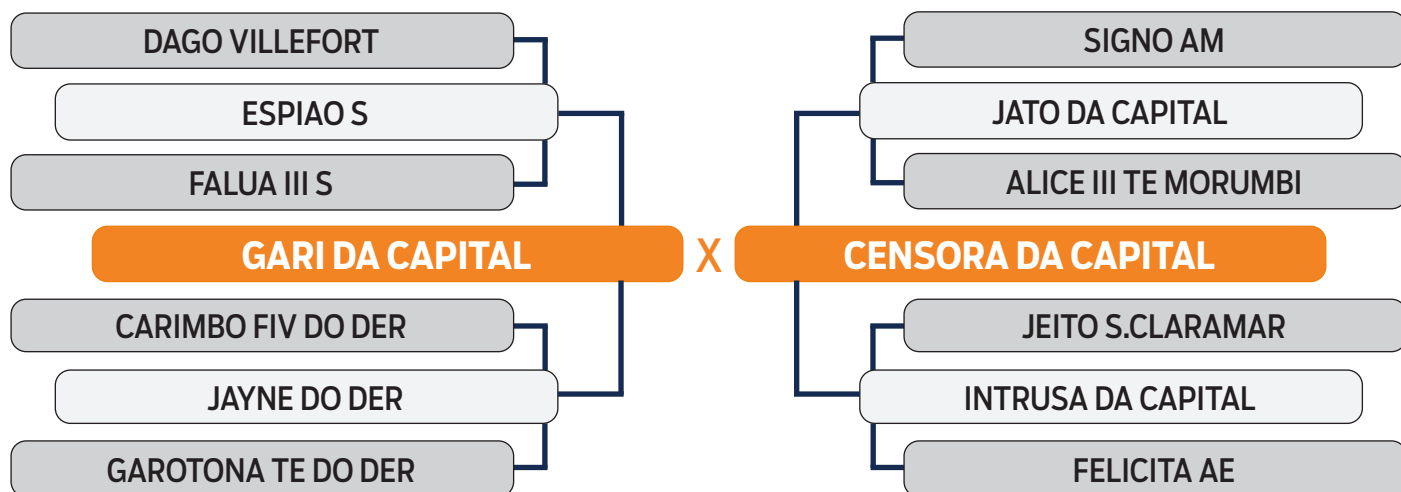 DAGO VILLEFORT
ESPIAO S
FALUA III S
GARI DA CAPITAL
CARIMBO FIV DO DER
JAYNE DO DER
GAROTONA TE DO DER
X
SIGNO AM
JATO DA CAPITAL
ALICE III TE MORUMBI
CENSORA DA CAPITAL
JEITO S.CLARAMAR
INTRUSA DA CAPITAL
FELICITA AE